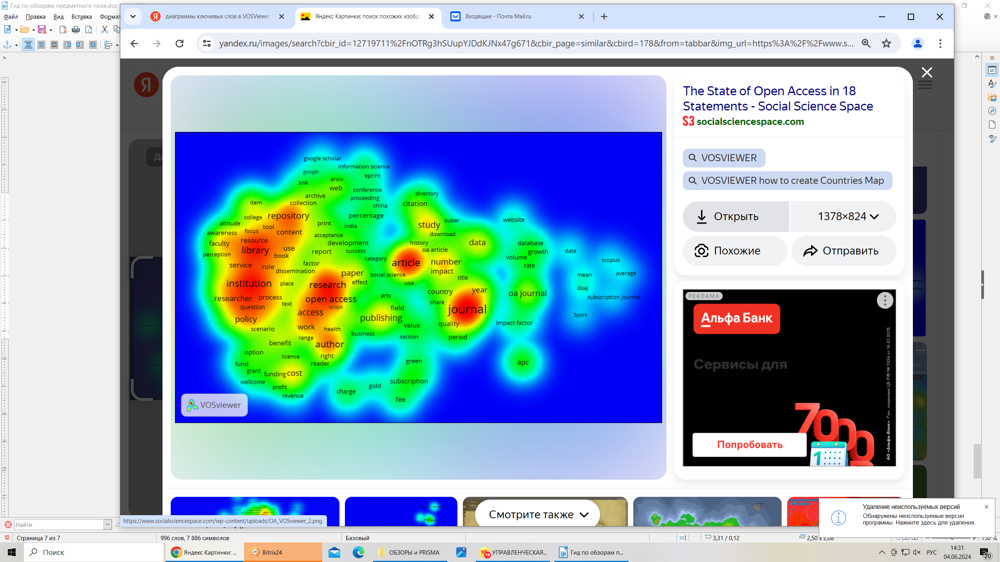 Гид по обзорам предметного поля.doc
диаграммы ключевых слов в VOSViewer
Яндекс Картинки: поиск похожих изобра
Входящие - Почта Mail.ru
Файл Правка Вид Вставка Формат
yandex.ru/images/search?cbir_id=12719711%2FnOTRg3hSUupYJDdKJNx47g671&cbir_page=similar&cbird=178&from=tabbar&img_url=https%3A%2F%2Fwww.s...
Я
The State of Open Access in 18
Statements - Social Science Space
S3 socialsciencespace.com
VOSVIEWER
VOSVIEWER how to create Countries Map
Открыть
1378×824
Похожие
Отправить
РЕКЛАМА
Альфа Банк
Сервисы для
7000
1
Попробовать
АО «Альфа-Банк». Ген. лицензия ЦБ РФ № 1326 от 16.01.2015
google scholar
information science
google
eprint
link
arxiv
web
conference
archive
proceeding
directory
item
collection
china
citation
college
repository
percentage
website
attitude
tool
print
india
study
suber
awareness
focus
content
acceptance
download
faculty
resource
development
history
data
database
library
use
report
success
oa article
growth
date
perception
book
category
volume
scopus
service
role
factor
article
number
rate
dissemination
paper
social science
impact
mean
average
institution
place
research
effect
usa
title
doaj
researcher
process
open access
arts
country
year
oa journal
subscription journal
question
text
scope
field
share
journal
policy
access
publishing
bjork
scenario
work
health
value
quality
impact factor
range
business
section
period
benefit
author
option
licence
right
green
apc
fund
reader
grant
funding
cost
wellcome
profit
charge
gold
subscription
revenue
fee
VOSviewer
Portugal
Смотрите также
mercredi 28 août
14:00 locale
https://www.socialsciencespace.com/wp-content/uploads/OA_VOSviewer_2.png
Удаление неиспользуемых версий
Обнаружены неиспользуемые версии
программы. Нажмите здесь для удаления.
Найти
Страница 7 из 7
996 слов, 7 886 символов
Базовый
3,31 / 0,12
2,50 x 2,08
150 %
Поиск
Яндекс Картинки: ...
Bitrix24
ОБЗОРЫ и PRISMA
УПРАВЛЕНЧЕСКАЯ...
Гид по обзорам п...
РУС
14:31
04.06.2024
20